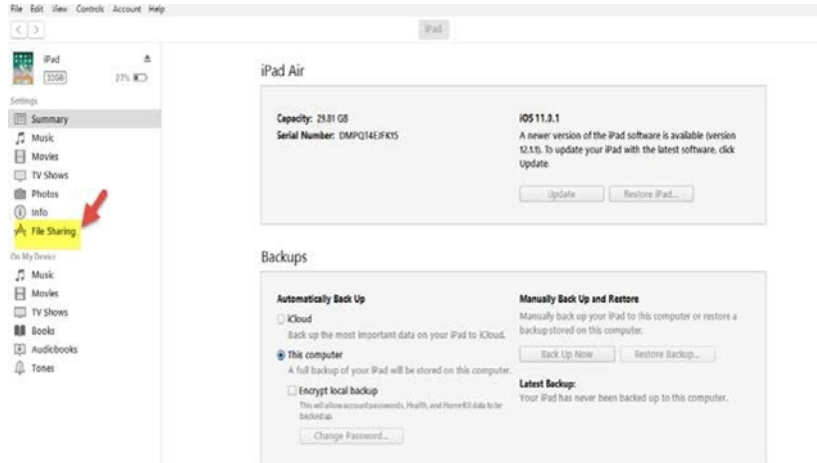 File Edit View Controls Account Help
iPad
iPad
32GB
27%
Settings
Summary
Music
Movies
TV Shows
Photos
Info
File Sharing
On My Device
Music
Movies
TV Shows
Books
Audiobooks
Tones
iPad Air
Capacity: 29.81 GB
Serial Number: DMPQT4EJFK15
iOS 11.0.1
A newer version of the iPad software is available (version
12.1.1). To update your iPad with the latest software, click
Update.
Update
Restore iPad...
Backups
Automatically Back Up
iCloud
Back up the most important data on your iPad to iCloud.
This computer
A full backup of your iPad will be stored on this computer.
Encrypt local backup
This will allow account passwords, Health, and HomeKit data to be
backed up.
Change Password...
Manually Back Up and Restore
Manually back up your iPad to this computer or restore a
backup stored on this computer.
Back Up Now
Restore Backup...
Latest Backup:
Your iPad has never been backed up to this computer.